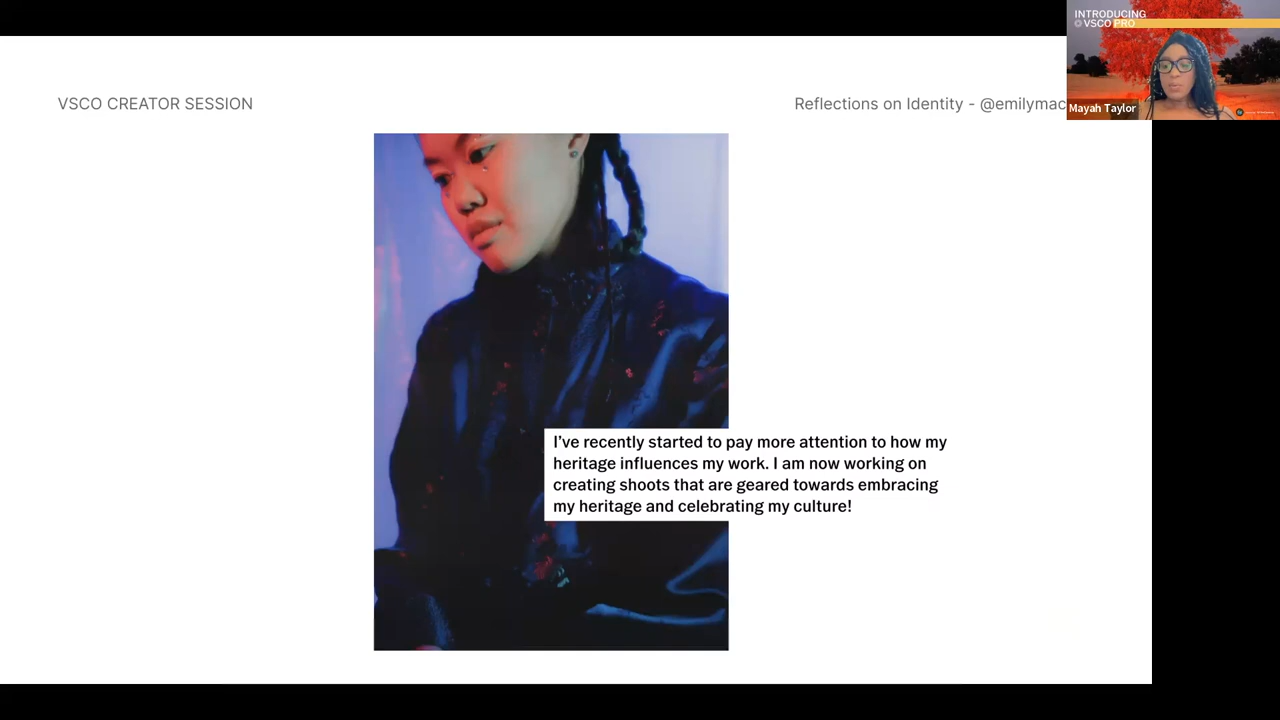 VSCO CREATOR SESSION
Reflections on Identity - @emilymac
INTRODUCING
VSCO PRO
Mayah Taylor
I've recently started to pay more attention to how my
heritage influences my work. I am now working on
creating shoots that are geared towards embracing
my heritage and celebrating my culture!